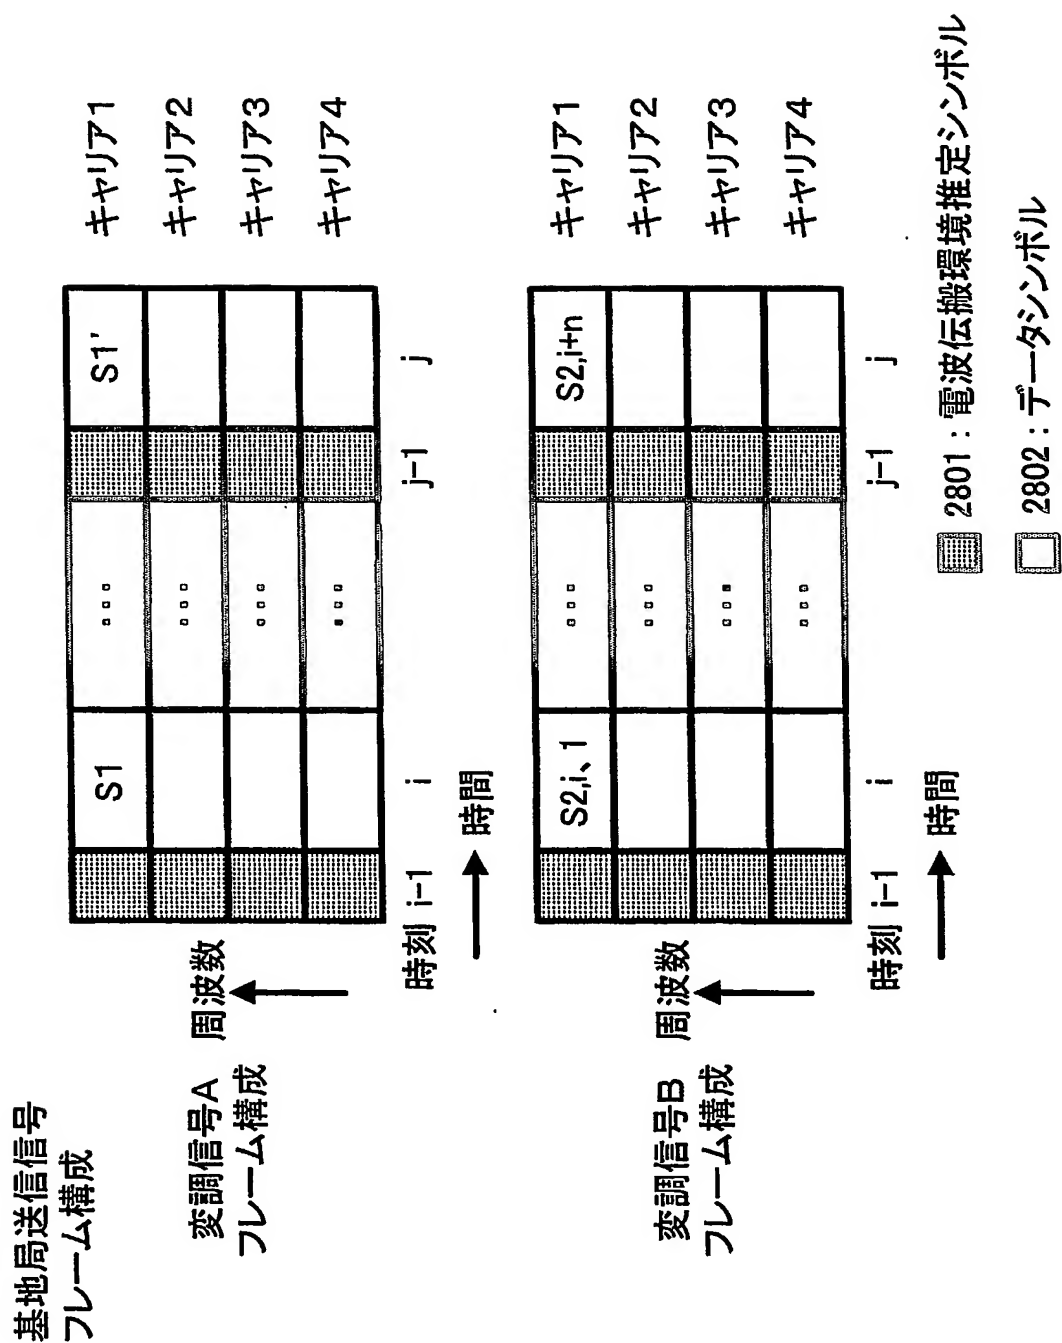 基地局送信信号
フレーム構成
変調信号A
フレーム構成
周波数
S1
...
S1'
...
...
...
キャリア1
キャリア2
キャリア3
キャリア4
時刻 i-1
i
j-1
j
時間
変調信号B
フレーム構成
周波数
S2,i、1
...
S2,i+n
...
...
...
キャリア1
キャリア2
キャリア3
キャリア4
時刻 i-1
i
j-1
j
時間
2801:電波伝搬環境推定シンボル
2802:データシンボル